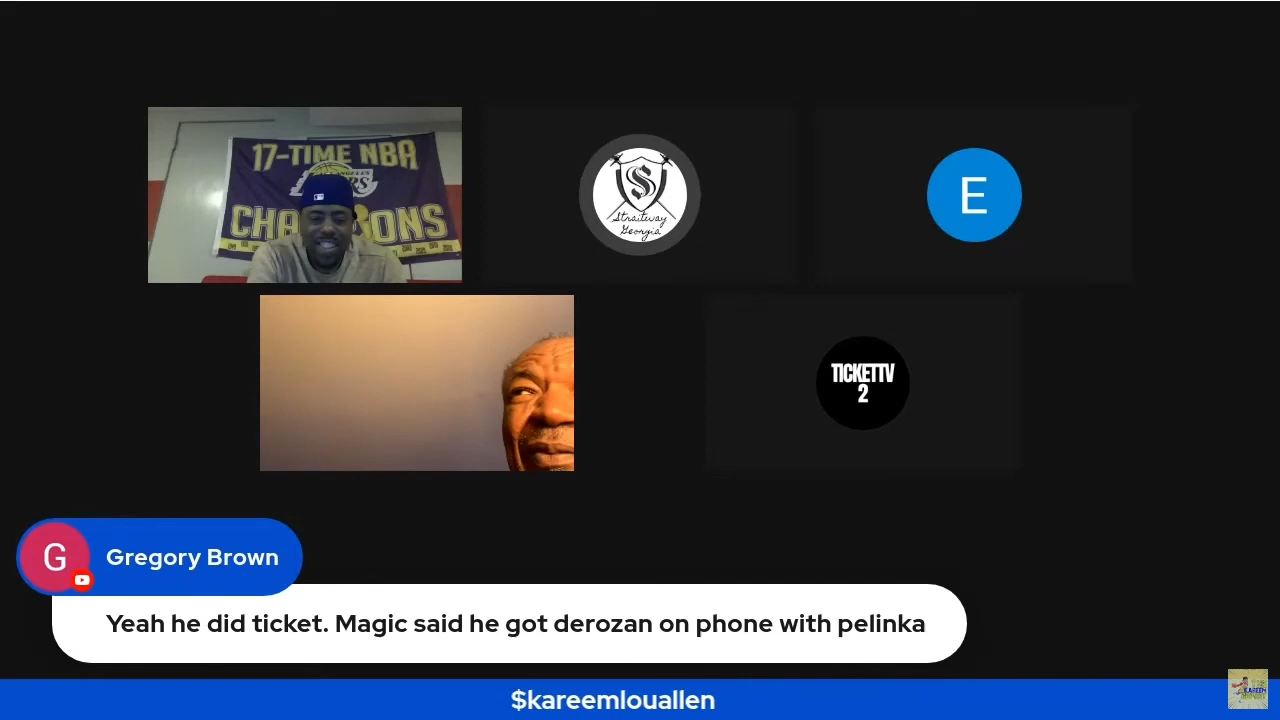 17-TIME NBA
CHAMPIONS
S
Straiteway
Georgia
E
TICKETTV
2
G
Gregory Brown
Yeah he did ticket. Magic said he got derozan on phone with pelinka
$kareemlouallen